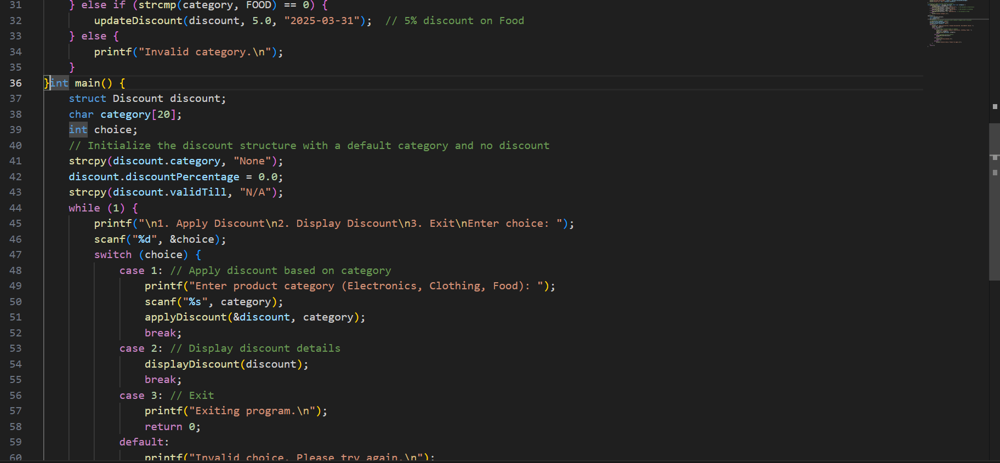 31 } else if (strcmp(category, FOOD) == 0) {
32 updateDiscount(discount, 5.0, "2025-03-31");  // 5% discount on Food
33 } else {
34 printf("Invalid category.\n");
35 }
36 }int main() {
37 struct Discount discount;
38 char category[20];
39 int choice;
40 // Initialize the discount structure with a default category and no discount
41 strcpy(discount.category, "None");
42 discount.discountPercentage = 0.0;
43 strcpy(discount.validTill, "N/A");
44 while (1) {
45 printf("\n1. Apply Discount\n2. Display Discount\n3. Exit\nEnter choice: ");
46 scanf("%d", &choice);
47 switch (choice) {
48 case 1: // Apply discount based on category
49 printf("Enter product category (Electronics, Clothing, Food): ");
50 scanf("%s", category);
51 applyDiscount(&discount, category);
52 break;
53 case 2: // Display discount details
54 displayDiscount(discount);
55 break;
56 case 3: // Exit
57 printf("Exiting program.\n");
58 return 0;
59 default:
60 printf("Invalid choice. Please try again.\n");